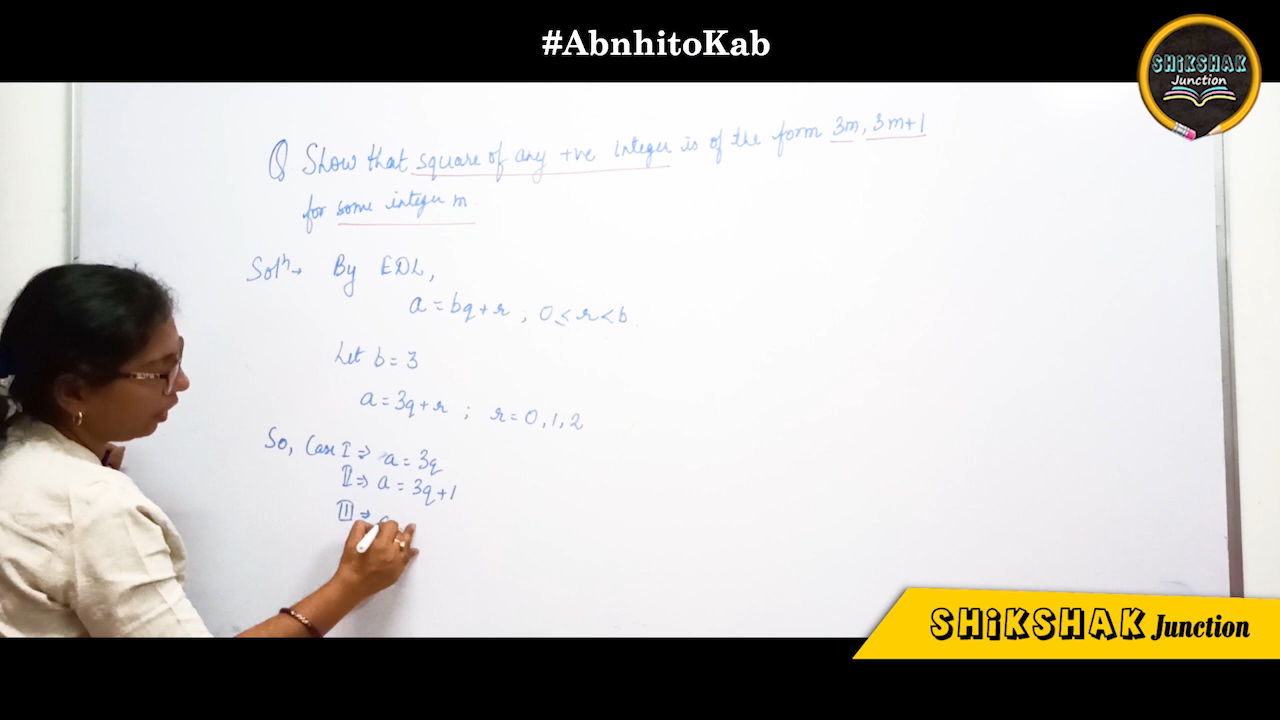 #AbnhitoKab
SHiKSHAK
Junction
Q Show that square of any +ve integer is of the form 3m, 3m+1
for some integer m.
Solⁿ→ By EDL,
a = bq + r ; 0 ≤ r < b.
Let b = 3
a = 3q + r ; r = 0, 1, 2
So, Case I ⇒ a = 3q
II ⇒ a = 3q+1
III ⇒ a
SHiKSHAK Junction